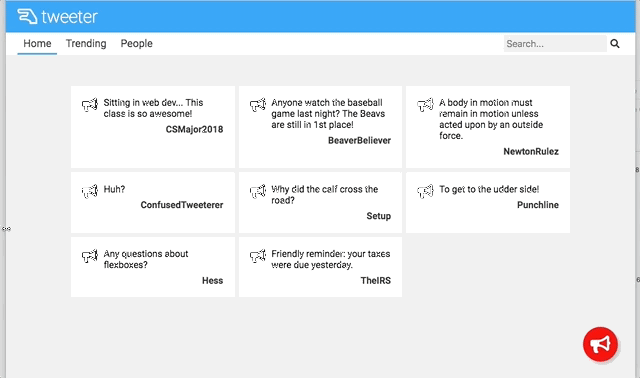 tweeter
Home Trending People Search...
Sitting in web dev... This
class is so awesome!
CSMajor2018
Anyone watch the baseball
game last night? The Beavs
are still in 1st place!
BeaverBeliever
A body in motion must
remain in motion unless
acted upon by an outside
force.
NewtonRulez
Huh?
ConfusedTweeterer
Why did the calf cross the
road?
Setup
To get to the udder side!
Punchline
Any questions about
flexboxes?
Hess
Friendly reminder: your taxes
were due yesterday.
TheIRS